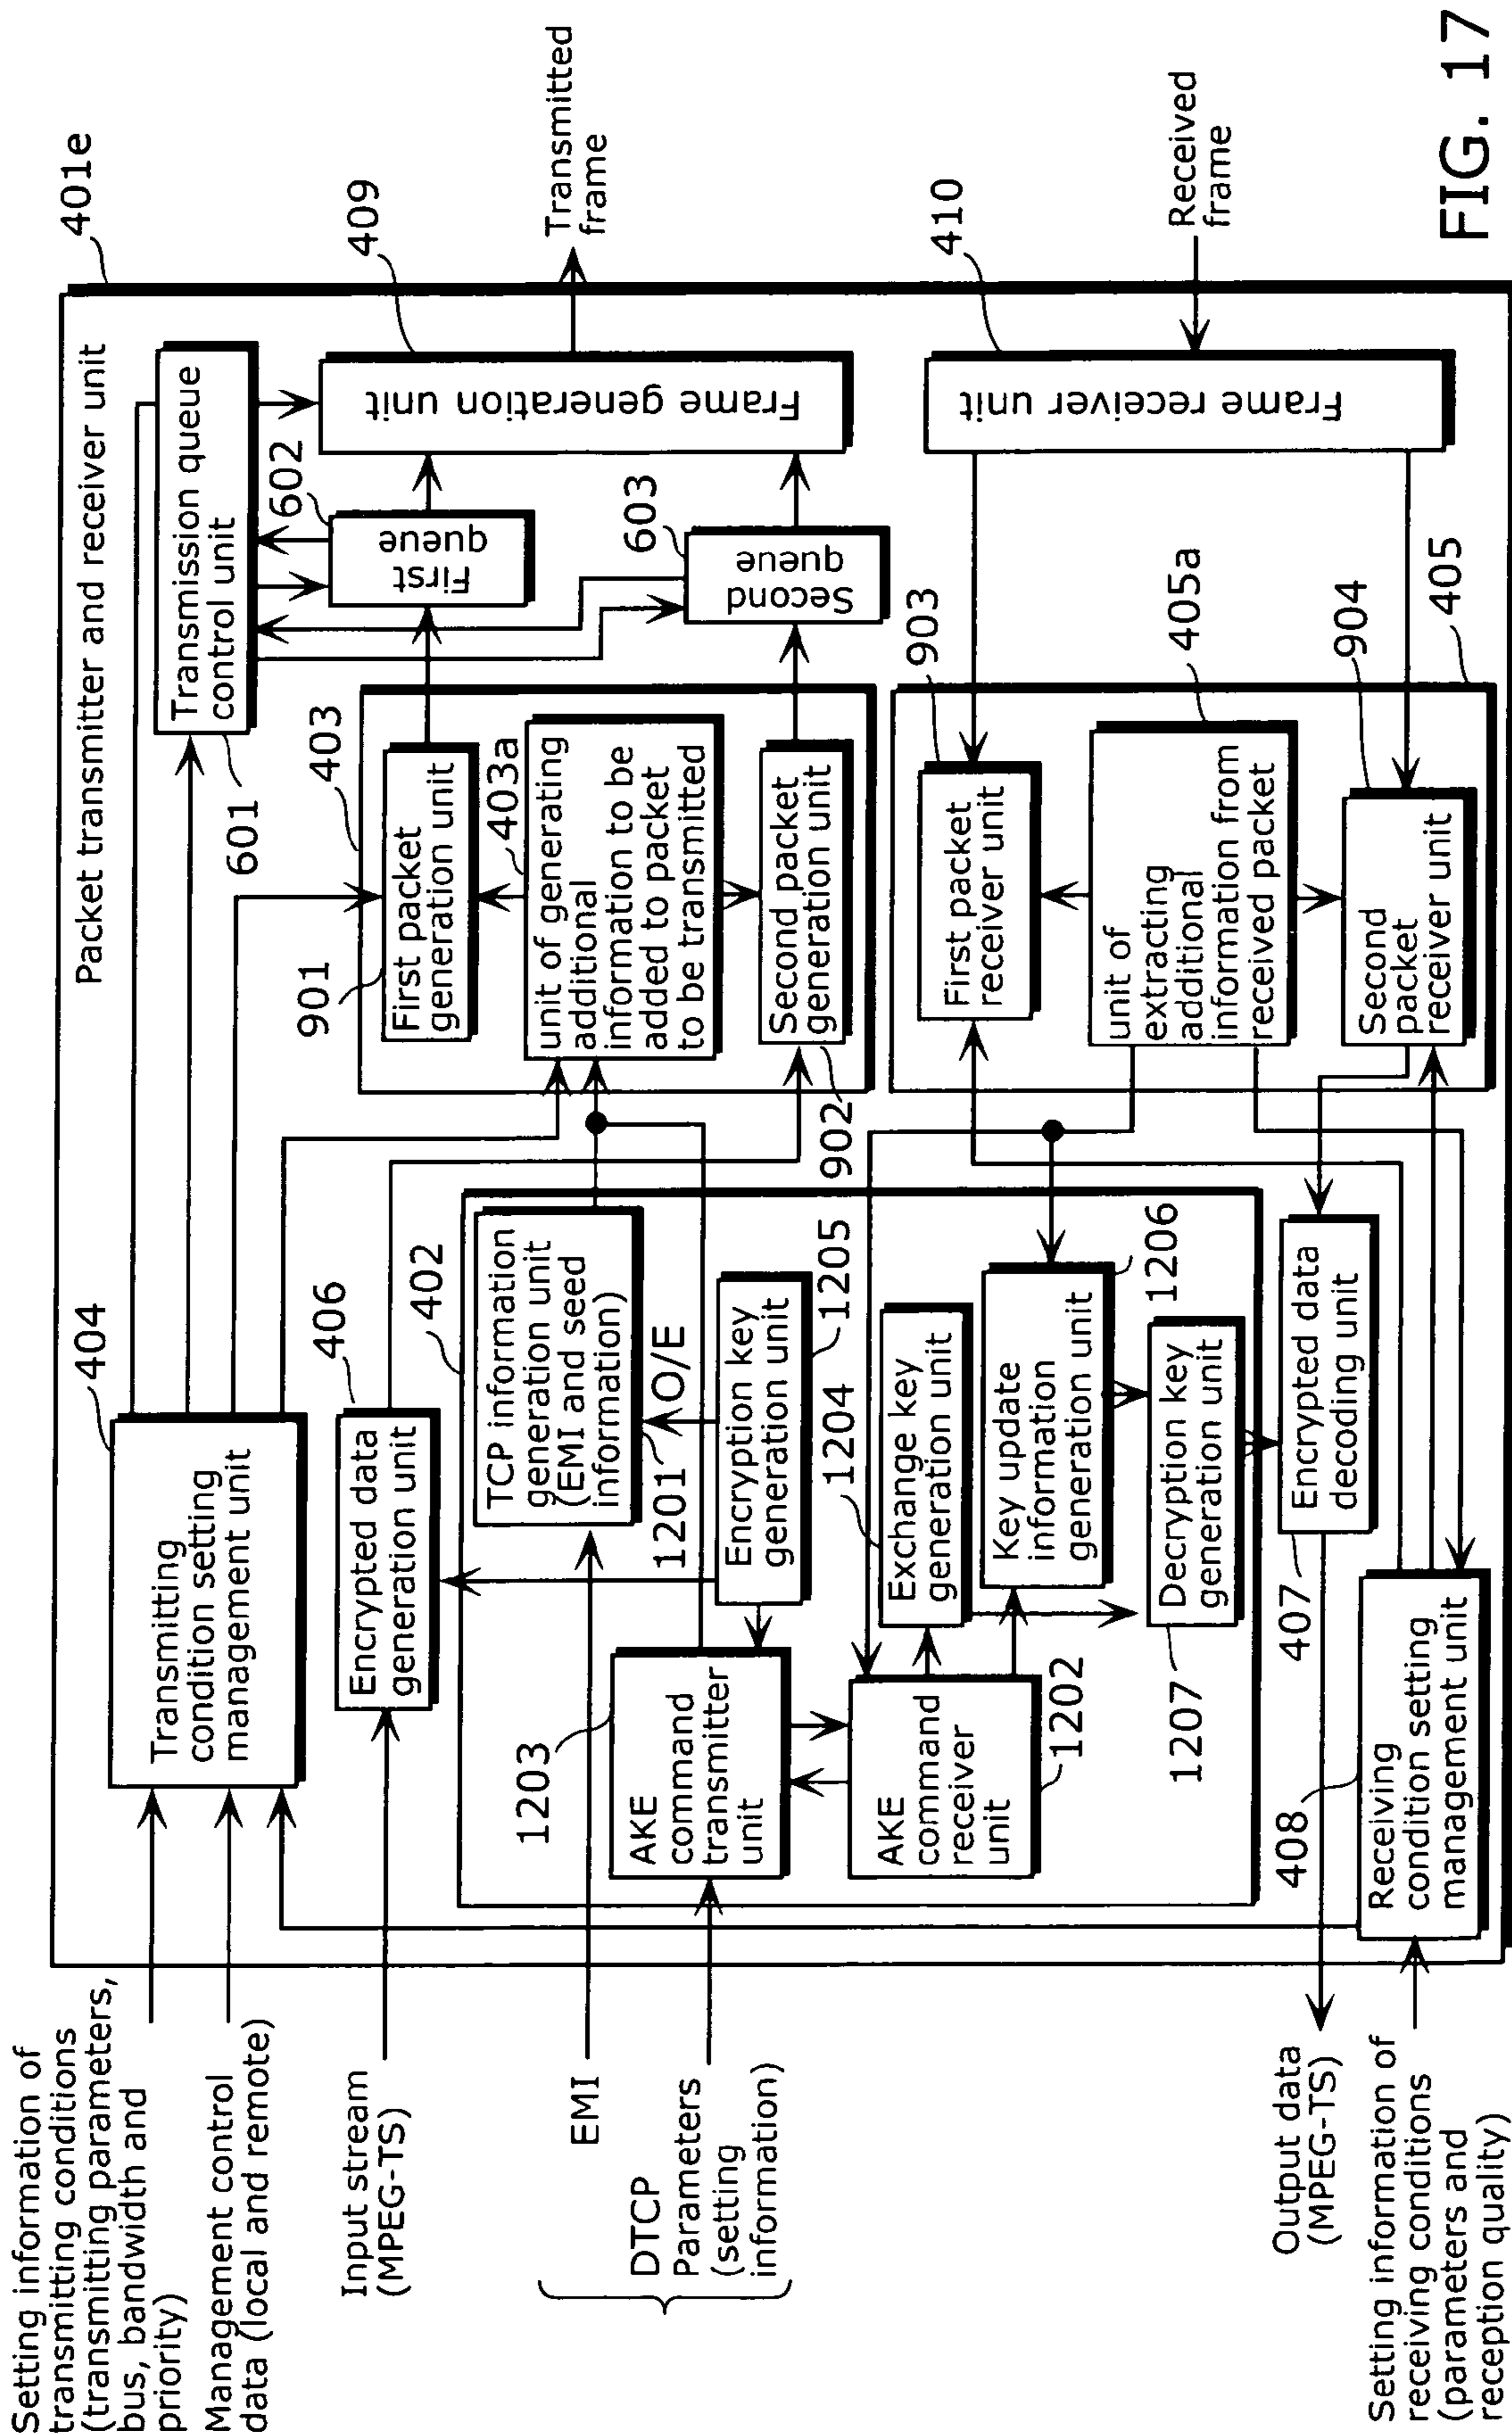 Packet transmitter and receiver unit
401e
Setting information of
transmitting conditions
(transmitting parameters,
bus, bandwidth and
priority)
Management control
data (local and remote)
404
Transmitting
condition setting
management unit
601
Transmission queue
control unit
Input stream
(MPEG-TS)
406
Encrypted data
generation unit
403
901
First packet
generation unit
602
First
queue
409
Frame generation unit
Transmitted
frame
402
TCP information
generation unit
(EMI and seed
information)
403a
unit of generating
additional
information to be
added to packet
to be transmitted
EMI
1201
O/E
DTCP
Parameters
(setting
information)
1203
AKE
command
transmitter
unit
Encryption key
generation unit
1205
902
Second packet
generation unit
603
Second
queue
AKE
command
receiver
unit
1202
1204
Exchange key
generation unit
Key update
information
generation unit
1206
1207
Decryption key
generation unit
903
First packet
receiver unit
410
Frame receiver unit
Received
frame
unit of
extracting
additional
information from
received packet
405a
Output data
(MPEG-TS)
407
Encrypted data
decoding unit
904
Second
packet
receiver unit
405
Setting information of
receiving conditions
(parameters and
reception quality)
408
Receiving
condition setting
management unit
FIG. 17